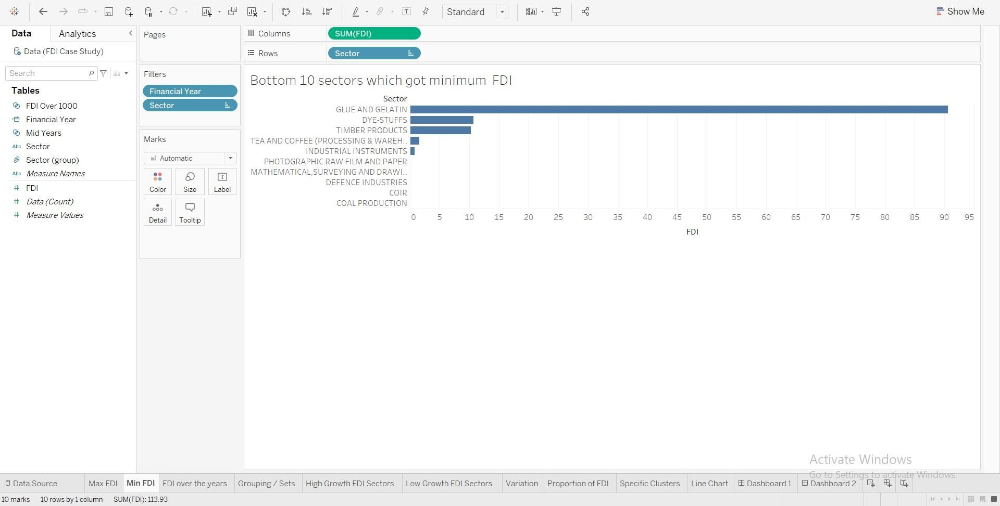 Standard
Show Me
Data
Analytics
Data (FDI Case Study)
Search
Tables
FDI Over 1000
Financial Year
Mid Years
Abc Sector
Sector (group)
Abc Measure Names
FDI
Data (Count)
Measure Values
Pages
Filters
Financial Year
Sector
Marks
Automatic
Color
Size
Label
Detail
Tooltip
Columns
SUM(FDI)
Rows
Sector
Bottom 10 sectors which got minimum FDI
Sector
GLUE AND GELATIN
DYE-STUFFS
TIMBER PRODUCTS
TEA AND COFFEE (PROCESSING & WAREH..
INDUSTRIAL INSTRUMENTS
PHOTOGRAPHIC RAW FILM AND PAPER
MATHEMATICAL,SURVEYING AND DRAWI..
DEFENCE INDUSTRIES
COIR
COAL PRODUCTION
0 5 10 15 20 25 30 35 40 45 50 55 60 65 70 75 80 85 90 95
FDI
Activate Windows
Go to Settings to activate Windows.
Data Source
Max FDI
Min FDI
FDI over the years
Grouping / Sets
High Growth FDI Sectors
Low Growth FDI Sectors
Variation
Proportion of FDI
Specific Clusters
Line Chart
Dashboard 1
Dashboard 2
10 marks
10 rows by 1 column
SUM(FDI): 113.93